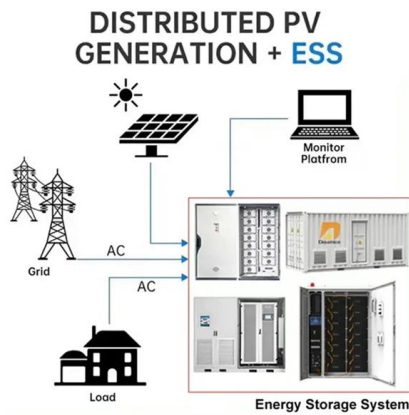 DISTRIBUTED PV
GENERATION + ESS
Monitor
Platfrom
AC
Grid
AC
Load
Energy Storage System